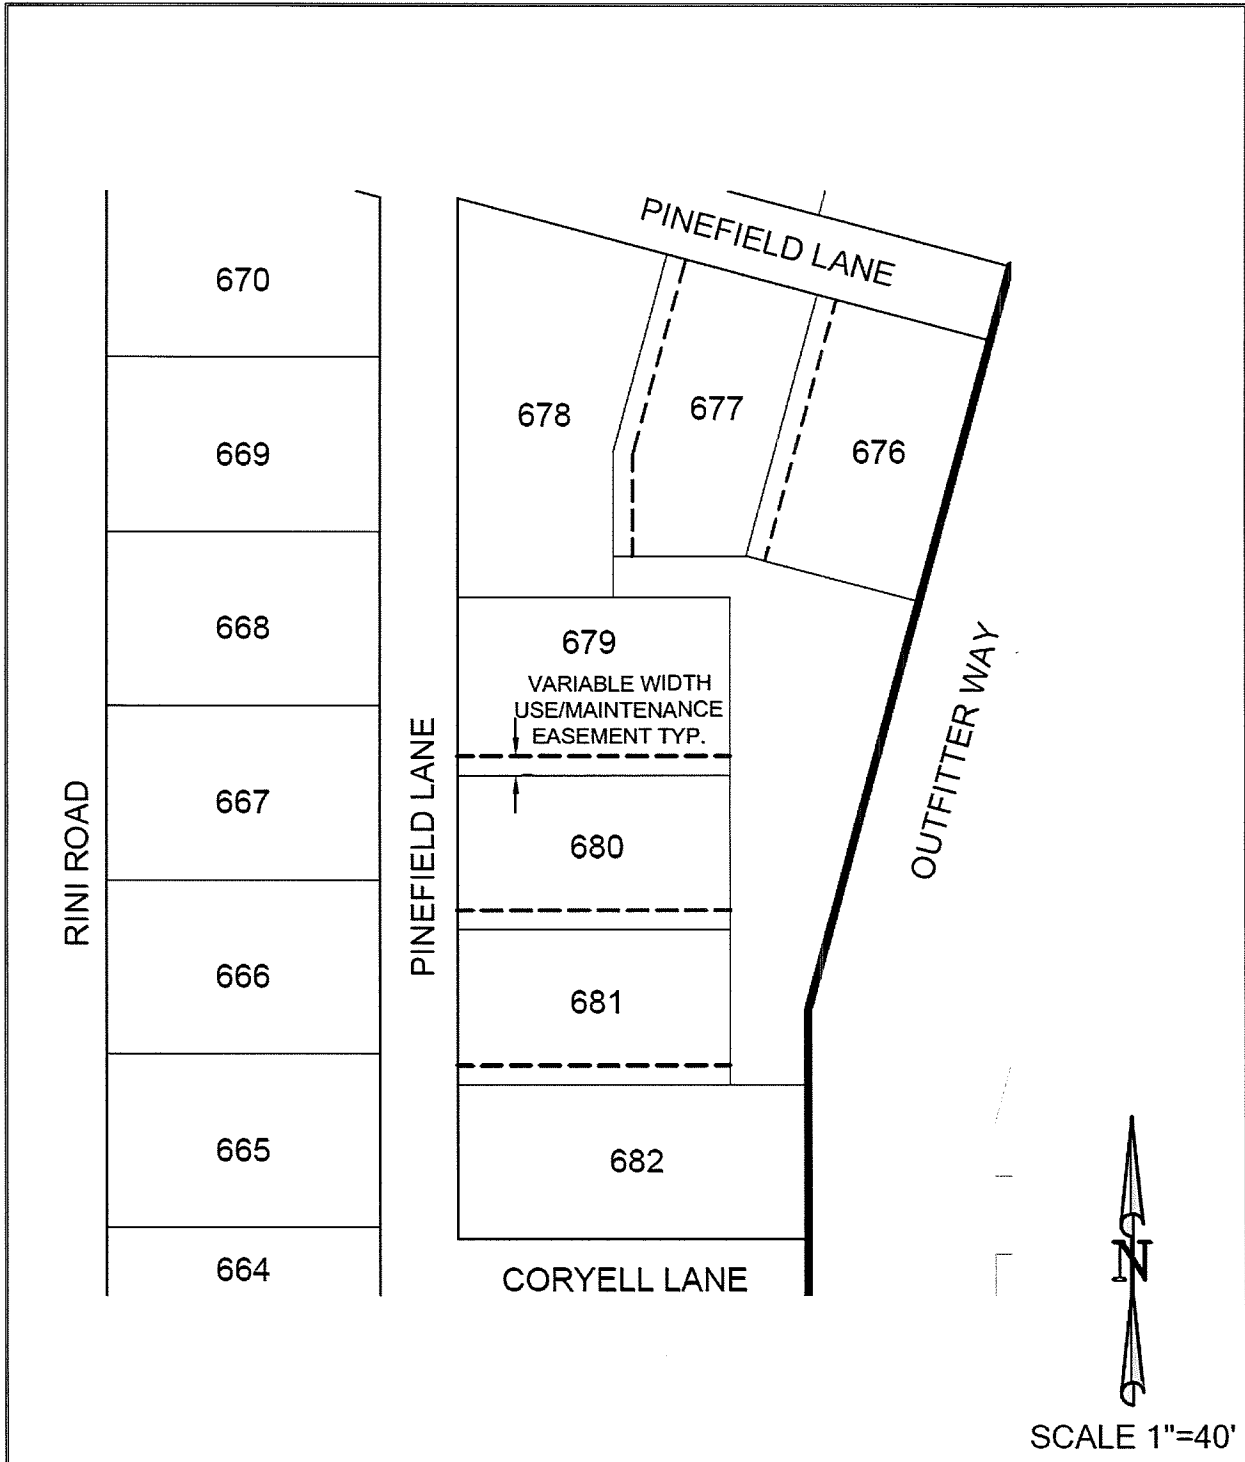 PINEFIELD LANE
670
678
677
676
669
668
679
VARIABLE WIDTH
USE/MAINTENANCE
EASEMENT TYP.
OUTFITTER WAY
RINI ROAD
667
PINEFIELD LANE
680
666
681
665
682
664
CORYELL LANE
N
SCALE 1"=40'